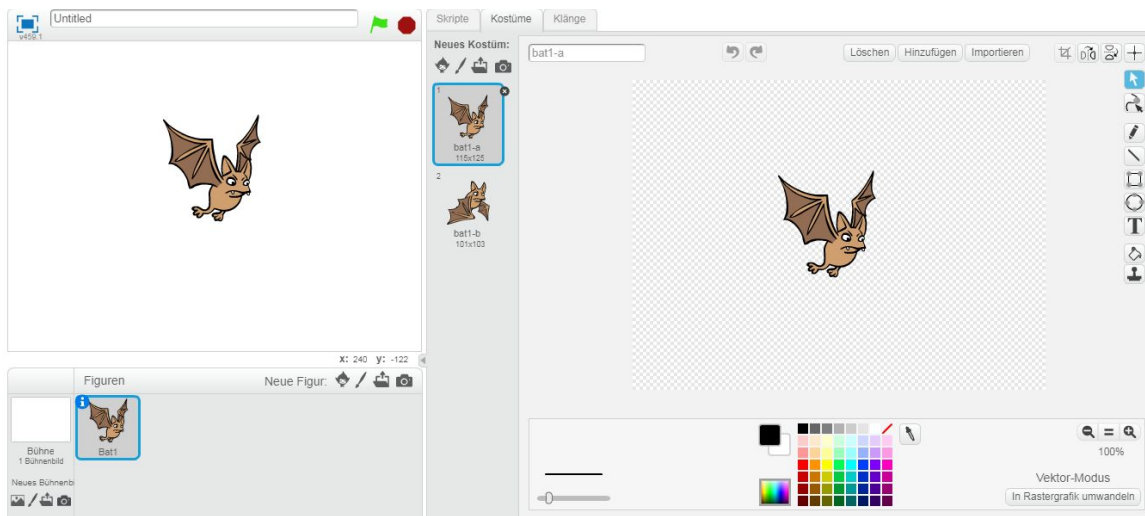 Untitled
v459.1
Skripte
Kostüme
Klänge
Neues Kostüm:
bat1-a
Löschen
Hinzufügen
Importieren
1
bat1-a
115x125
2
bat1-b
101x103
X: 240 y: -122
Figuren
Neue Figur:
Bühne
1 Bühnenbild
Neues Bühnenbi
Bat1
T
100%
Vektor-Modus
In Rastergrafik umwandeln